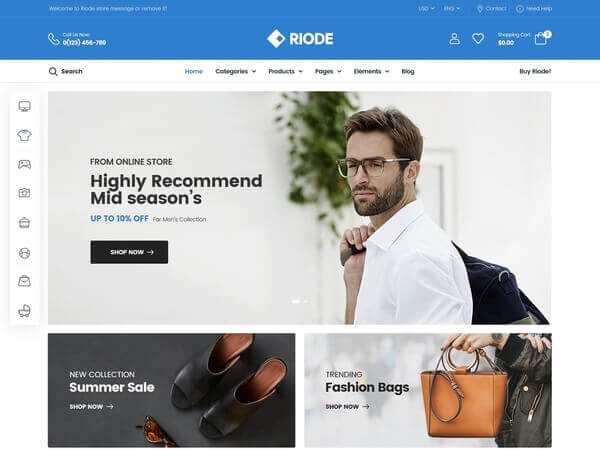 Welcome to Riode store message or remove it!
USD
ENG
Contact
Need Help
Call Us Now:
0(123) 456-789
RIODE
Shopping Cart:
$0.00
Search
Home
Categories
Products
Pages
Elements
Blog
Buy Riode!
FROM ONLINE STORE
Highly Recommend
Mid season's
UP TO 10% OFF For Men's Collection
SHOP NOW →
NEW COLLECTION
Summer Sale
SHOP NOW →
TRENDING
Fashion Bags
SHOP NOW →